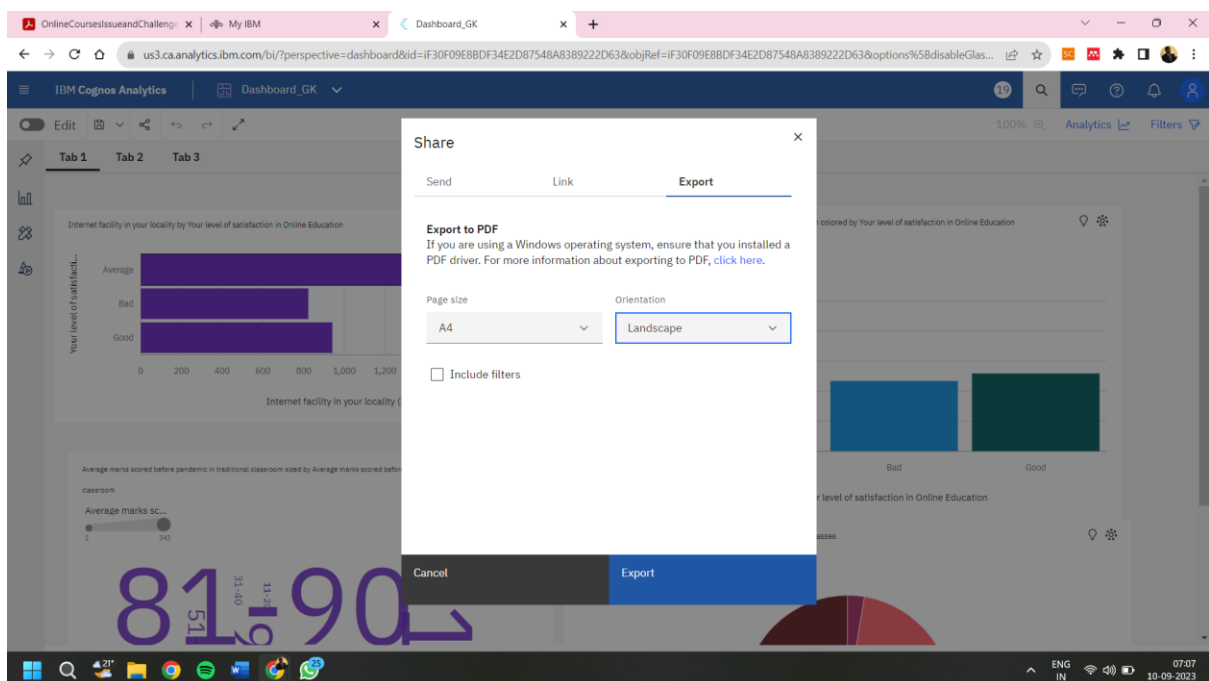 OnlineCoursesIssueandChalleng
My IBM
Dashboard_GK
us3.ca.analytics.ibm.com/bi/?perspective=dashboard&id=iF30F09E8BDF34E2D87548A8389222D63&objRef=iF30F09E8BDF34E2D87548A8389222D63&options%5BdisableGlas...
IBM Cognos Analytics
Dashboard_GK
19
Edit
100%
Analytics
Filters
Tab 1 Tab 2 Tab 3
Share
Send Link Export
Export to PDF
If you are using a Windows operating system, ensure that you installed a
PDF driver. For more information about exporting to PDF, click here.
Page size Orientation
A4 Landscape
Include filters
Cancel Export
Internet facility in your locality by Your level of satisfaction in Online Education
Your level of satisfacti...
Average
Bad
Good
0 200 400 600 800 1,000 1,200
Internet facility in your locality (
colored by Your level of satisfaction in Online Education
Bad Good
r level of satisfaction in Online Education
Average marks scored before pandemic in traditional classroom sized by Average marks scored before
classroom
Average marks sc...
1 343
81-90
31-40
11-20
51
asses
SC
21°
25
ENG
IN
07:07
10-09-2023